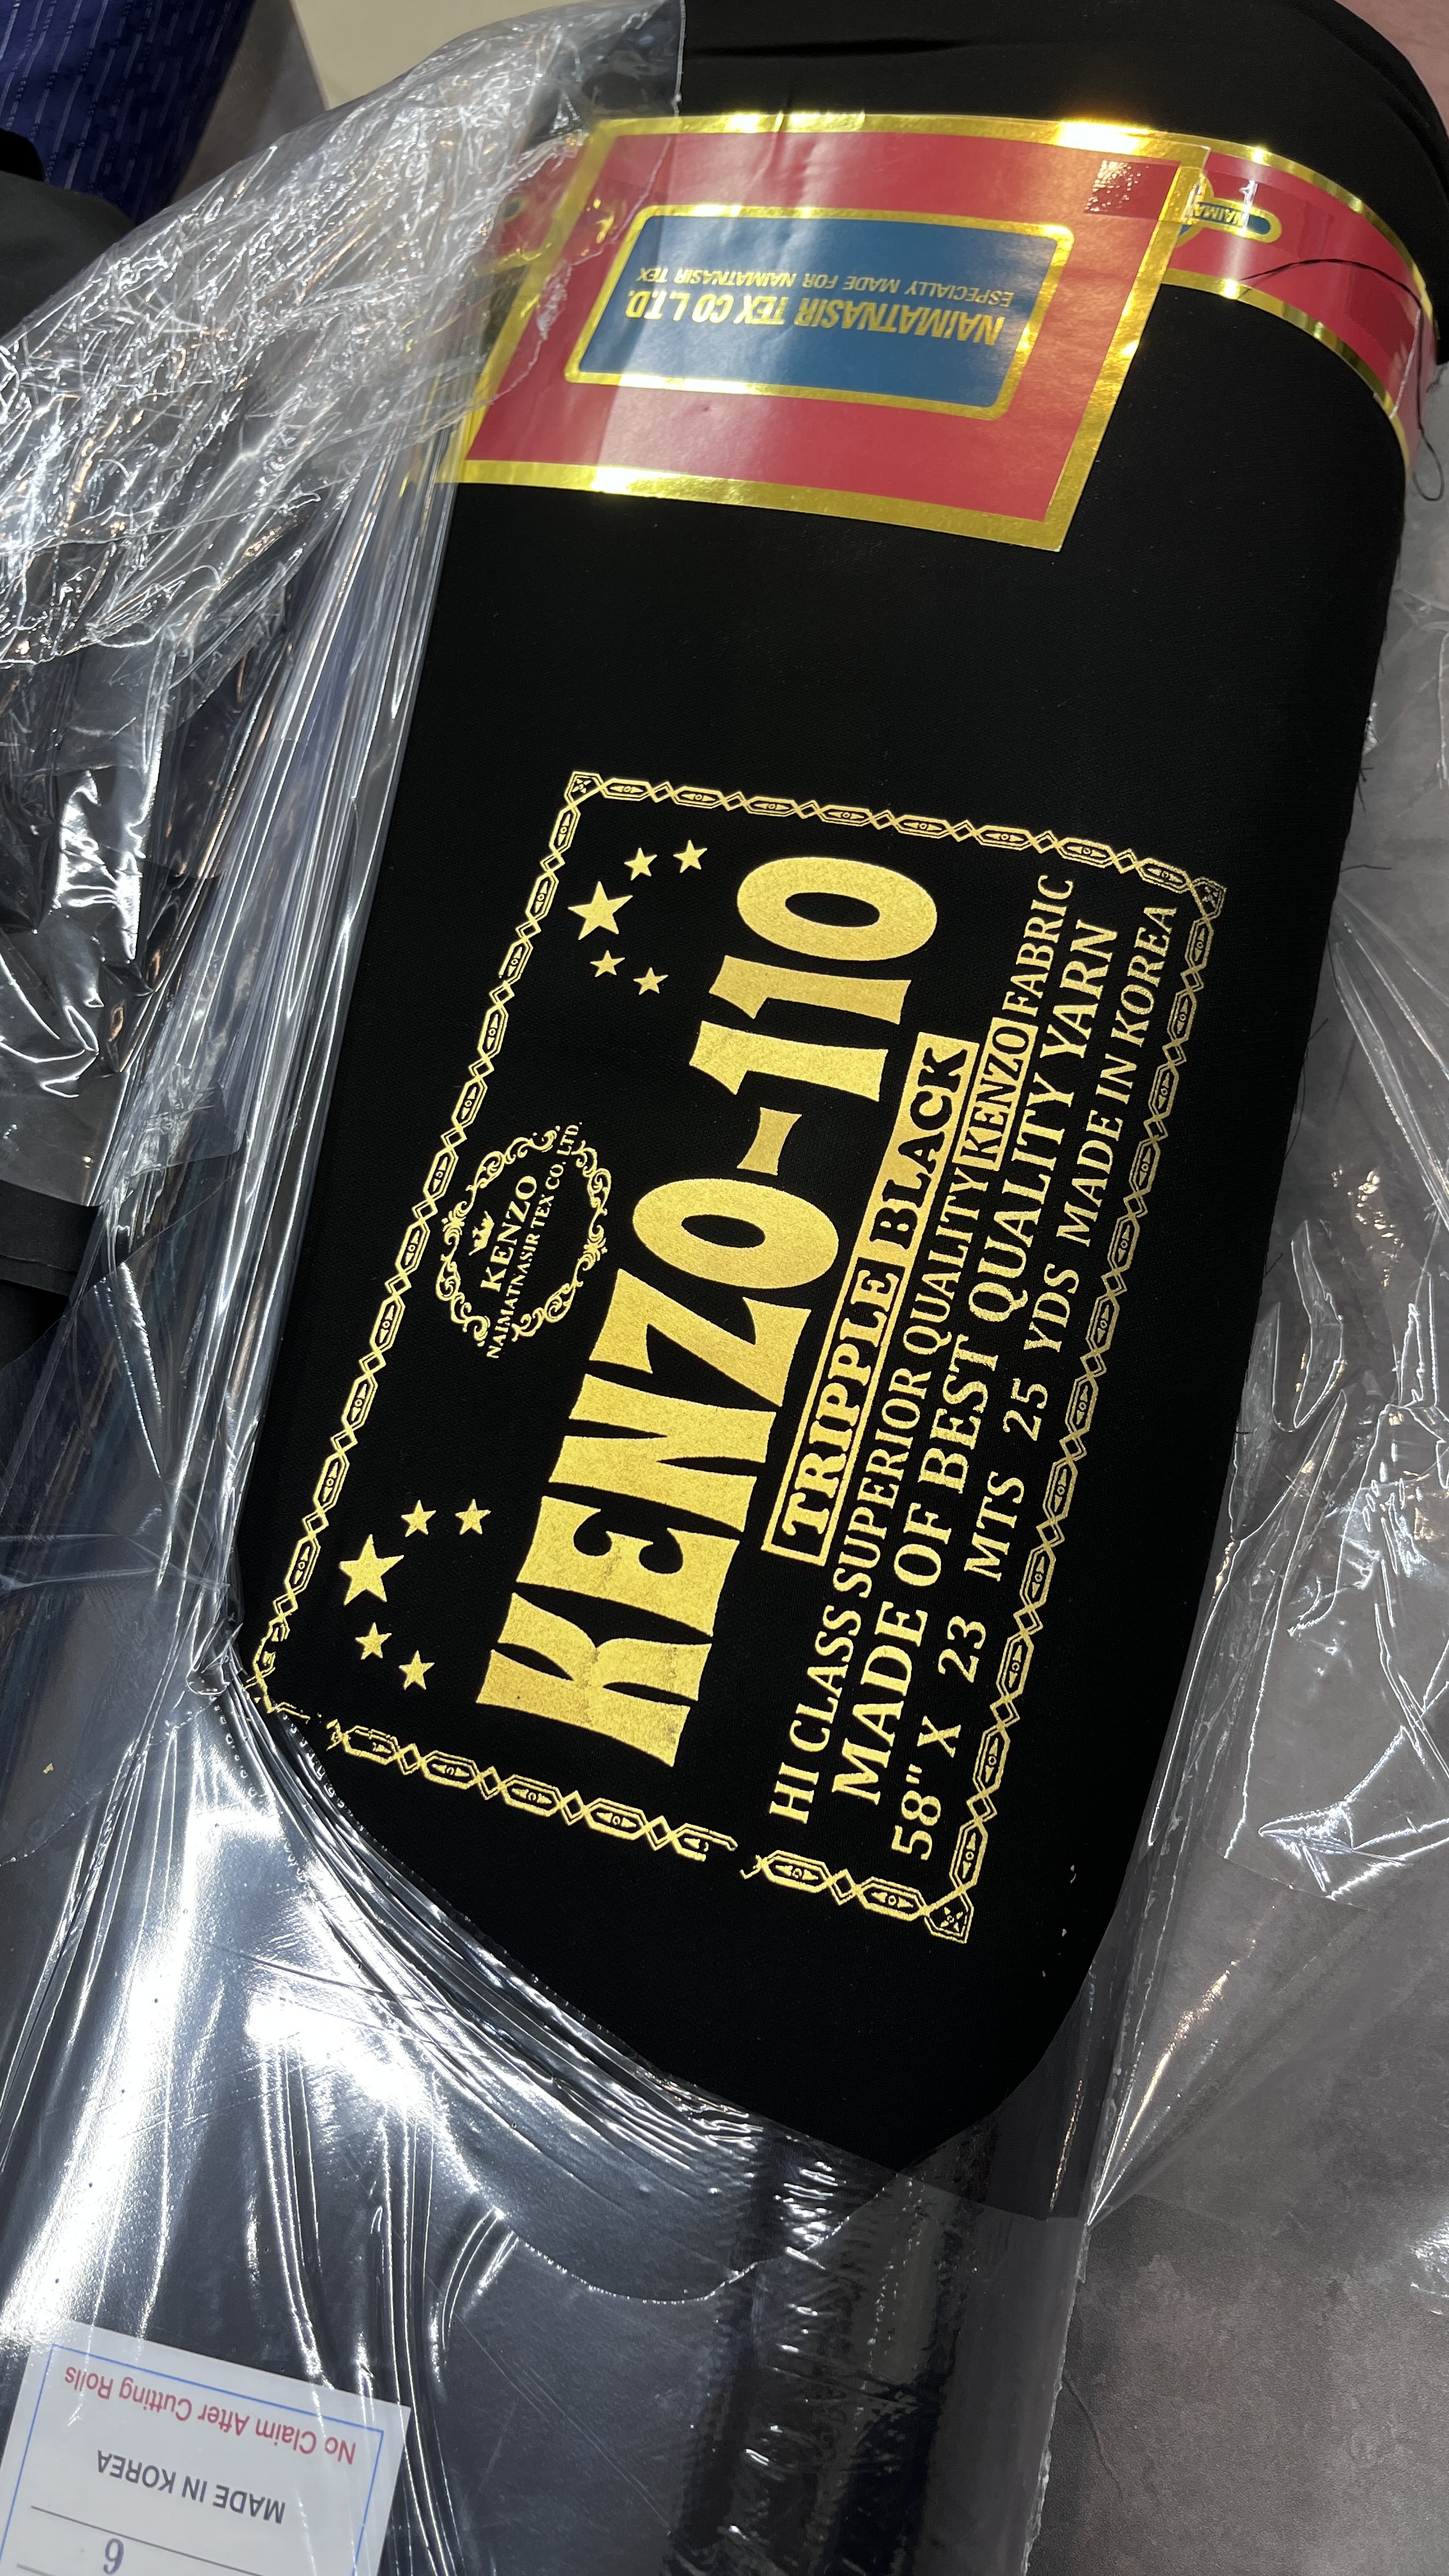 NAIMATNASIR TEX CO LTD.
ESPECIALLY MADE FOR NAIMATNASIR TEX
KENZO
NAIMATNASIR TEX CO. LTD.
KENZO-110
TRIPPLE BLACK
HI CLASS SUPERIOR QUALITY KENZO FABRIC
MADE OF BEST QUALITY YARN
58" X 23 MTS 25 YDS MADE IN KOREA
No Claim After Cutting Rolls
MADE IN KOREA